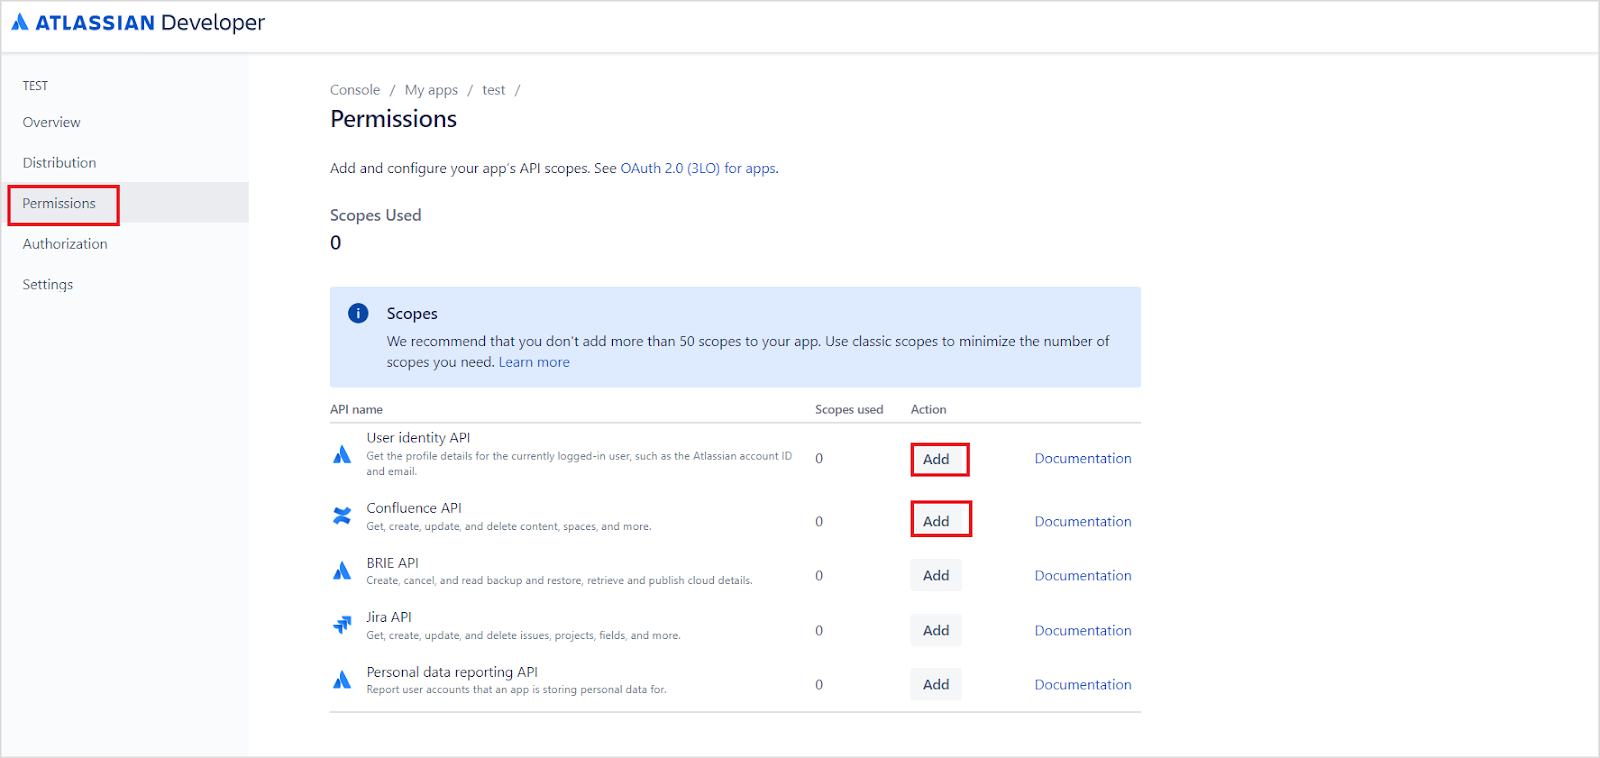 ATLASSIAN Developer
TEST
Overview
Distribution
Permissions
Authorization
Settings
Console / My apps / test /
Permissions
Add and configure your app's API scopes. See OAuth 2.0 (3LO) for apps.
Scopes Used
0
i
Scopes
We recommend that you don't add more than 50 scopes to your app. Use classic scopes to minimize the number of
scopes you need. Learn more
API name Scopes used Action
User identity API
Get the profile details for the currently logged-in user, such as the Atlassian account ID
and email.
0 Add Documentation
Confluence API
Get, create, update, and delete content, spaces, and more.
0 Add Documentation
BRIE API
Create, cancel, and read backup and restore, retrieve and publish cloud details.
0 Add Documentation
Jira API
Get, create, update, and delete issues, projects, fields, and more.
0 Add Documentation
Personal data reporting API
Report user accounts that an app is storing personal data for.
0 Add Documentation